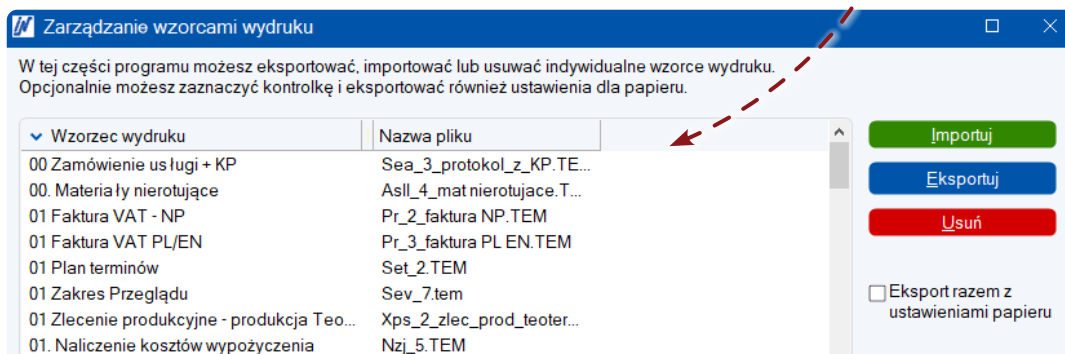 Zarządzanie wzorcami wydruku
W tej części programu możesz eksportować, importować lub usuwać indywidualne wzorce wydruku.
Opcjonalnie możesz zaznaczyć kontrolkę i eksportować również ustawienia dla papieru.
Wzorzec wydruku Nazwa pliku
Importuj
00 Zamówienie usługi + KP Sea_3_protokol_z_KP.TE...
Eksportuj
00. Materiały nierotujące Asll_4_mat nierotujace.T...
01 Faktura VAT - NP Pr_2_faktura NP.TEM
Usuń
01 Faktura VAT PL/EN Pr_3_faktura PL EN.TEM
01 Plan terminów Set_2.TEM
01 Zakres Przeglądu Sev_7.tem
Eksport razem z
ustawieniami papieru
01 Zlecenie produkcyjne - produkcja Teo... Xps_2_zlec_prod_teoter...
01. Naliczenie kosztów wypożyczenia Nzj_5.TEM